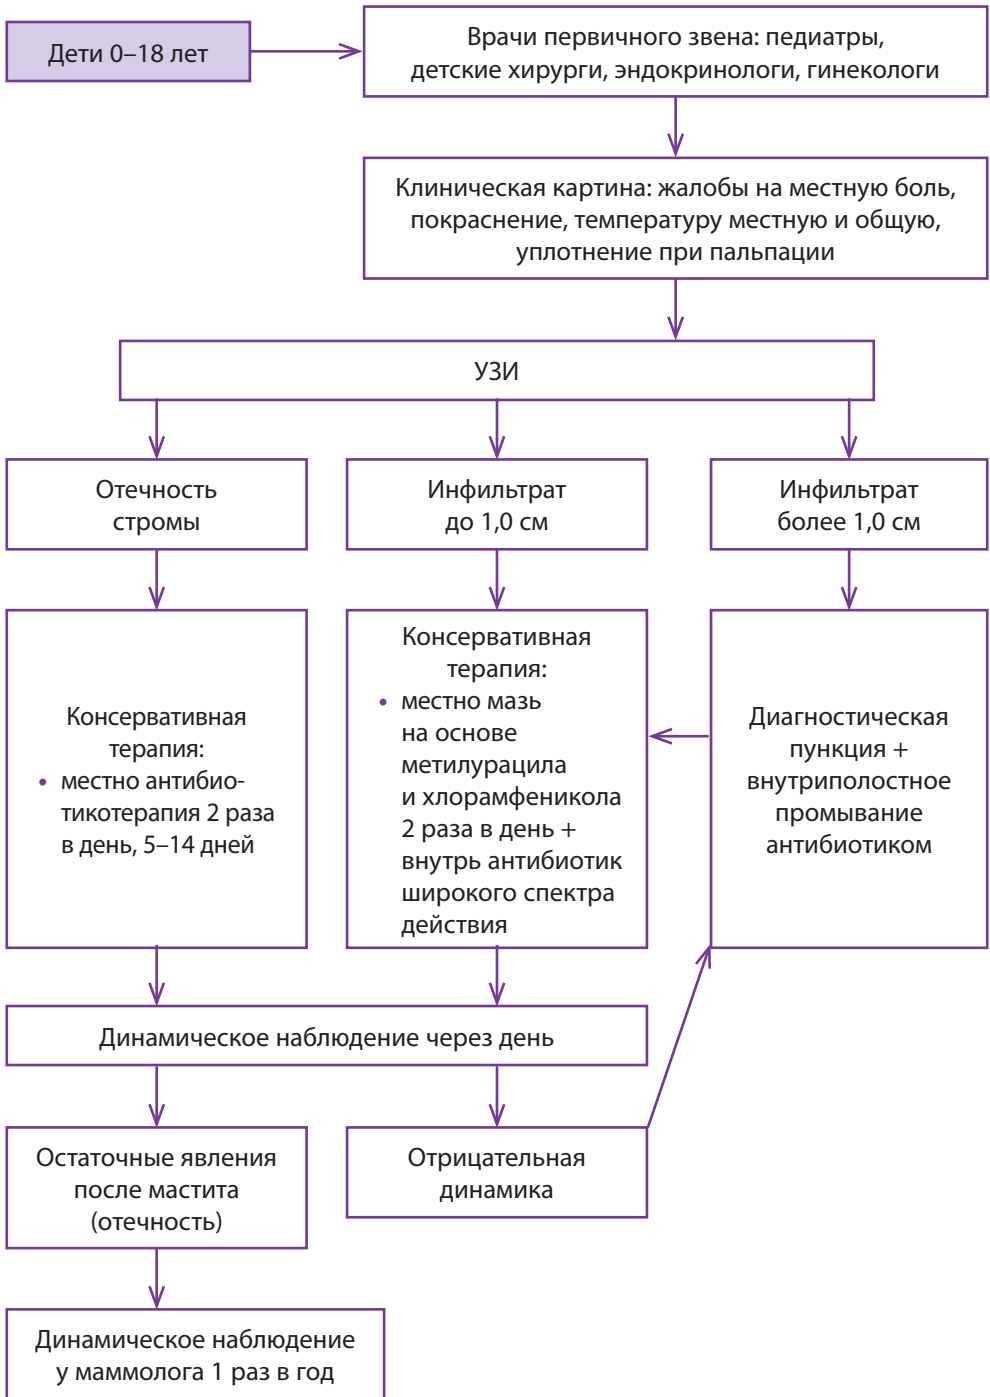 Дети 0–18 лет
Врачи первичного звена: педиатры,
детские хирурги, эндокринологи, гинекологи
Клиническая картина: жалобы на местную боль,
покраснение, температуру местную и общую,
уплотнение при пальпации
УЗИ
Отечность
стромы
Инфильтрат
до 1,0 см
Инфильтрат
более 1,0 см
Консервативная
терапия:
• местно антибио-
тикотерапия 2 раза
в день, 5–14 дней
Консервативная
терапия:
• местно мазь
на основе
метилурацила
и хлорамфеникола
2 раза в день +
внутрь антибиотик
широкого спектра
действия
Диагностическая
пункция +
внутриполостное
промывание
антибиотиком
Динамическое наблюдение через день
Остаточные явления
после мастита
(отечность)
Отрицательная
динамика
Динамическое наблюдение
у маммолога 1 раз в год